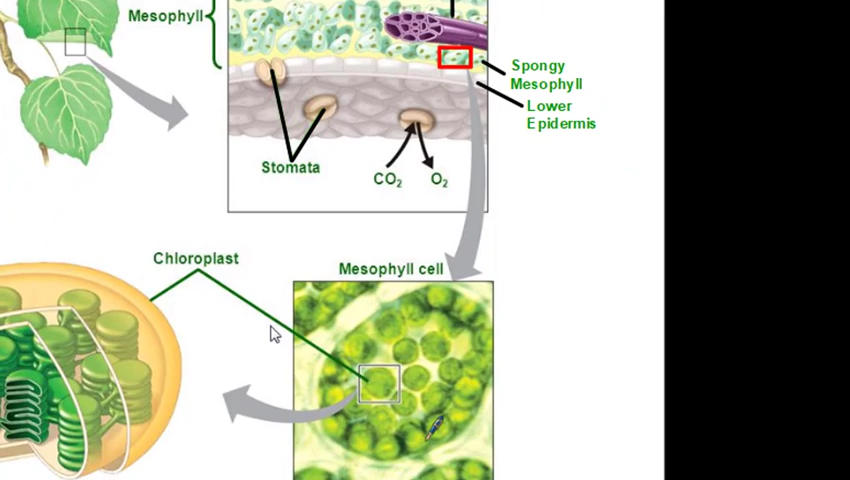 Mesophyll
Spongy
Mesophyll
Lower
Epidermis
Stomata
CO₂
O₂
Chloroplast
Mesophyll cell